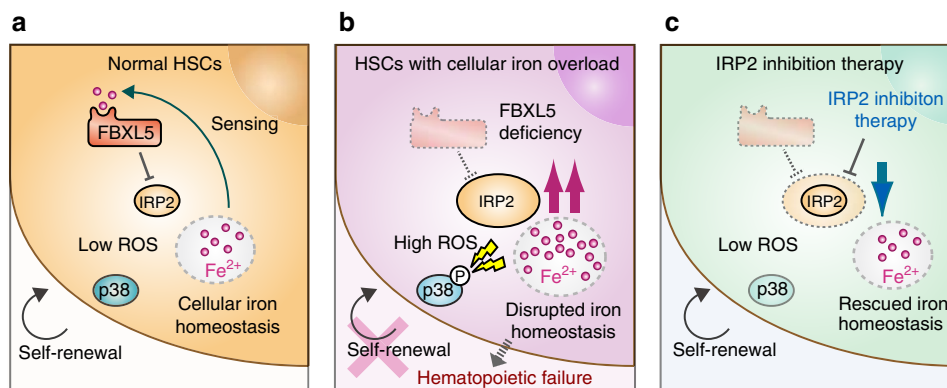 a
Normal HSCs
FBXL5
Sensing
IRP2
Low ROS
Fe2+
p38
Cellular iron
homeostasis
Self-renewal
b
HSCs with cellular iron overload
FBXL5
deficiency
IRP2
High ROS
P
p38
Fe2+
Disrupted iron
homeostasis
Self-renewal
Hematopoietic failure
c
IRP2 inhibition therapy
IRP2 inhibiton
therapy
IRP2
Low ROS
Fe2+
p38
Rescued iron
homeostasis
Self-renewal